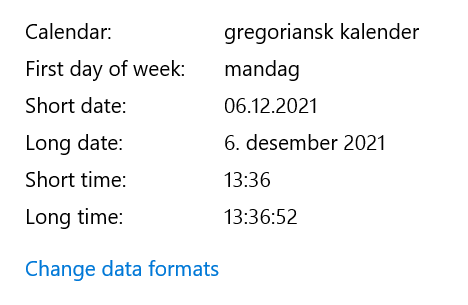 Calendar: gregoriansk kalender
First day of week: mandag
Short date: 06.12.2021
Long date: 6. desember 2021
Short time: 13:36
Long time: 13:36:52
Change data formats